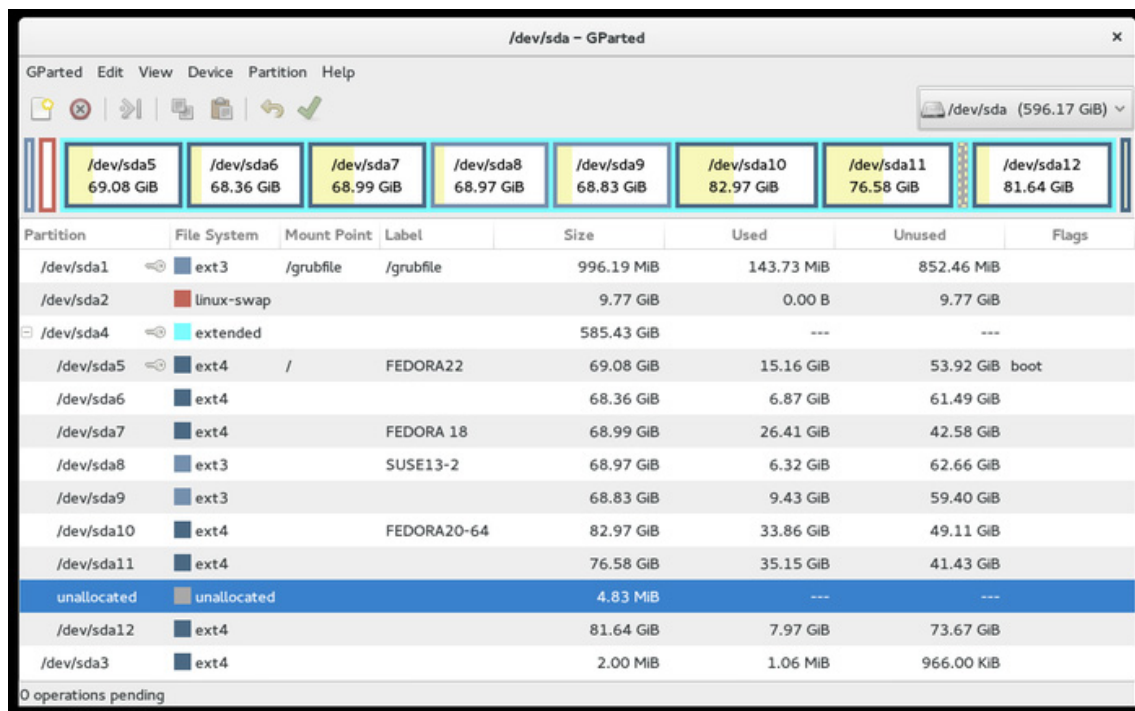 /dev/sda – GParted ×
GParted Edit View Device Partition Help
/dev/sda (596.17 GiB)
/dev/sda5 /dev/sda6 /dev/sda7 /dev/sda8 /dev/sda9 /dev/sda10 /dev/sda11 /dev/sda12
69.08 GiB 68.36 GiB 68.99 GiB 68.97 GiB 68.83 GiB 82.97 GiB 76.58 GiB 81.64 GiB
Partition File System Mount Point Label Size Used Unused Flags
/dev/sda1 ext3 /grubfile /grubfile 996.19 MiB 143.73 MiB 852.46 MiB
/dev/sda2 linux-swap 9.77 GiB 0.00 B 9.77 GiB
/dev/sda4 extended 585.43 GiB --- ---
/dev/sda5 ext4 / FEDORA22 69.08 GiB 15.16 GiB 53.92 GiB boot
/dev/sda6 ext4 68.36 GiB 6.87 GiB 61.49 GiB
/dev/sda7 ext4 FEDORA 18 68.99 GiB 26.41 GiB 42.58 GiB
/dev/sda8 ext3 SUSE13-2 68.97 GiB 6.32 GiB 62.66 GiB
/dev/sda9 ext3 68.83 GiB 9.43 GiB 59.40 GiB
/dev/sda10 ext4 FEDORA20-64 82.97 GiB 33.86 GiB 49.11 GiB
/dev/sda11 ext4 76.58 GiB 35.15 GiB 41.43 GiB
unallocated unallocated 4.83 MiB --- ---
/dev/sda12 ext4 81.64 GiB 7.97 GiB 73.67 GiB
/dev/sda3 ext4 2.00 MiB 1.06 MiB 966.00 KiB
0 operations pending